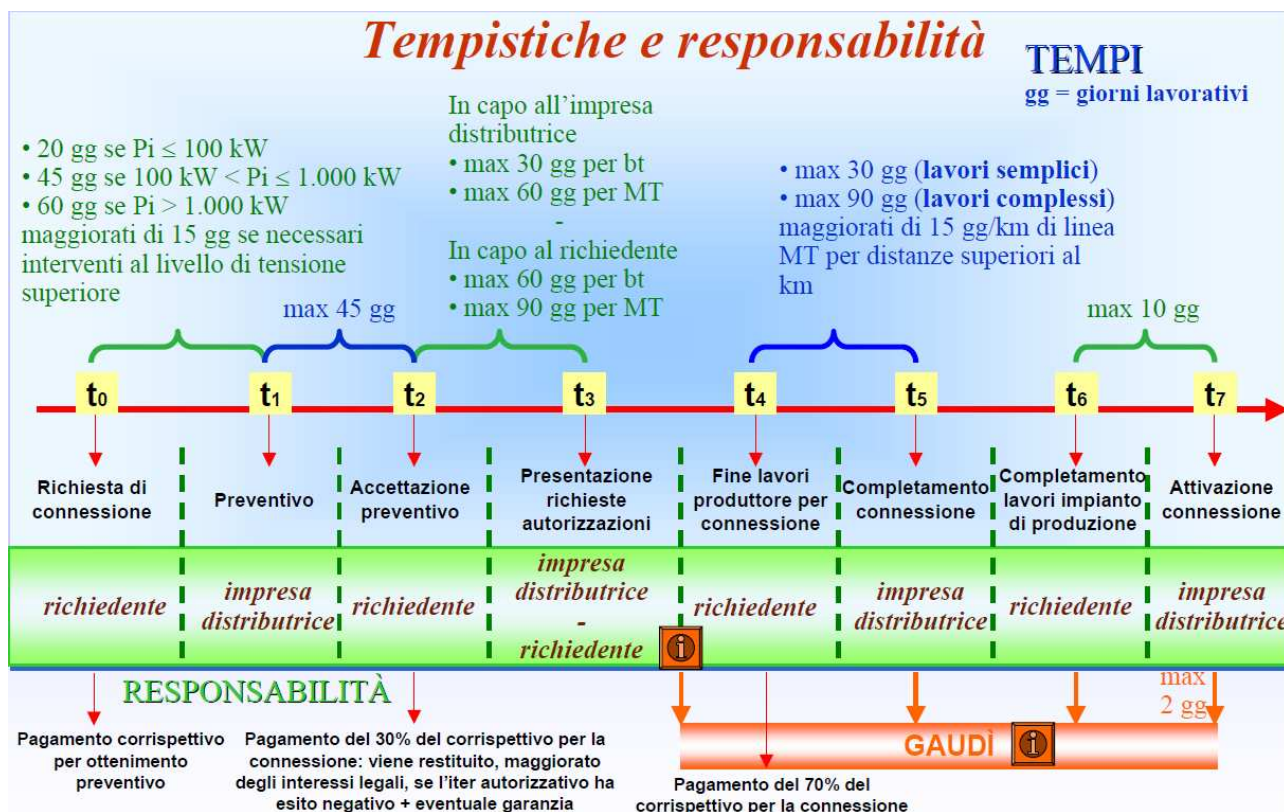 Tempistiche e responsabilità
TEMPI
gg = giorni lavorativi
• 20 gg se Pi ≤ 100 kW
• 45 gg se 100 kW < Pi ≤ 1.000 kW
• 60 gg se Pi > 1.000 kW
maggiorati di 15 gg se necessari
interventi al livello di tensione
superiore
max 45 gg
In capo all'impresa
distributrice
• max 30 gg per bt
• max 60 gg per MT
-
In capo al richiedente
• max 60 gg per bt
• max 90 gg per MT
• max 30 gg (lavori semplici)
• max 90 gg (lavori complessi)
maggiorati di 15 gg/km di linea
MT per distanze superiori al
km
max 10 gg
t0
t1
t2
t3
t4
t5
t6
t7
Richiesta di
connessione
Preventivo
Accettazione
preventivo
Presentazione
richieste
autorizzazioni
Fine lavori
produttore per
connessione
Completamento
connessione
Completamento
lavori impianto
di produzione
Attivazione
connessione
richiedente
impresa
distributrice
richiedente
impresa
distributrice
-
richiedente
richiedente
impresa
distributrice
richiedente
impresa
distributrice
RESPONSABILITÀ
max
2 gg
GAUDÌ
Pagamento corrispettivo
per ottenimento
preventivo
Pagamento del 30% del corrispettivo per la
connessione: viene restituito, maggiorato
degli interessi legali, se l'iter autorizzativo ha
esito negativo + eventuale garanzia
Pagamento del 70% del
corrispettivo per la connessione